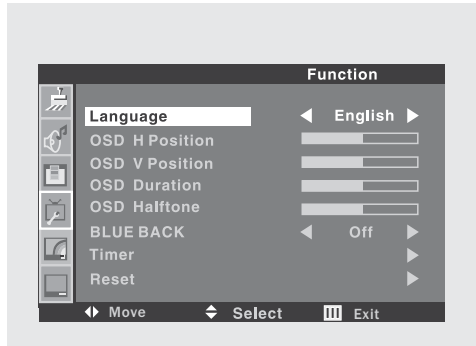 Function
Language English
OSD H Position
OSD V Position
OSD Duration
OSD Halftone
BLUE BACK Off
Timer
Reset
Move Select Exit